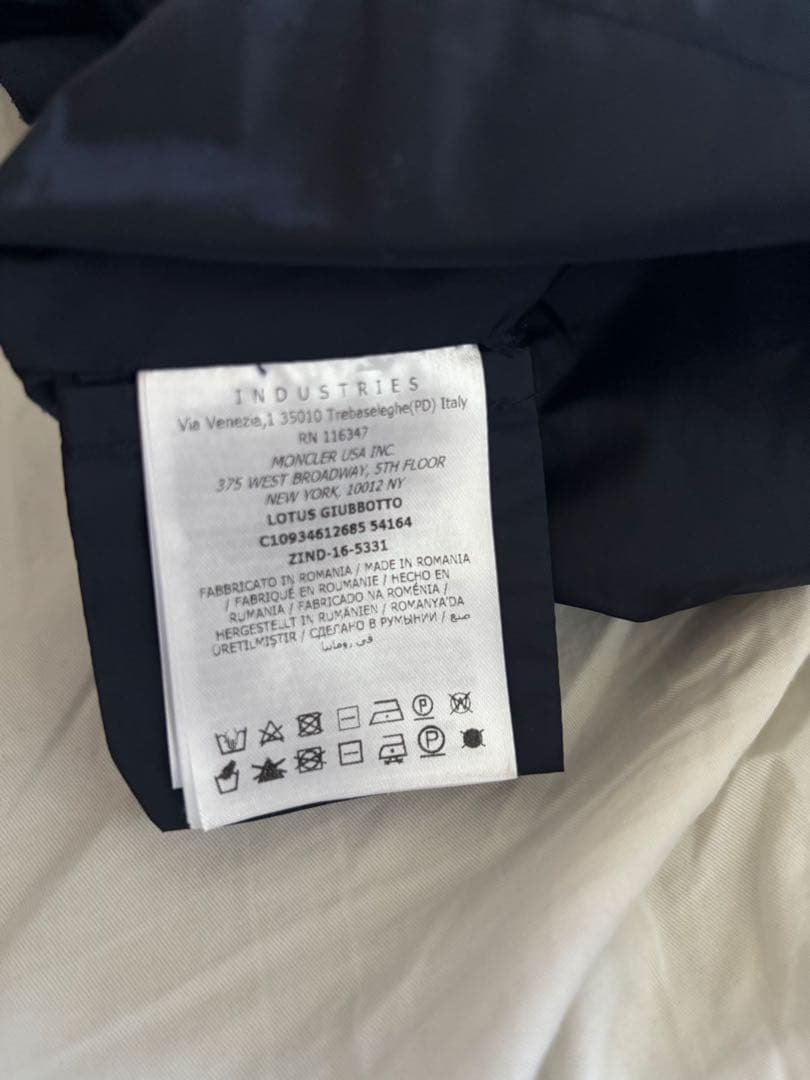 INDUSTRIES
Via Venezia,1 35010 Trebaseleghe(PD) Italy
RN 116347
MONCLER USA INC.
375 WEST BROADWAY, 5TH FLOOR
NEW YORK, 10012 NY
LOTUS GIUBBOTTO
C10934612685 54164
ZIND-16-5331
FABBRICATO IN ROMANIA / MADE IN ROMANIA
/ FABRIQUÉ EN ROUMANIE / HECHO EN
RUMANIA / FABRICADO NA ROMÉNIA /
HERGESTELLT IN RUMÄNIEN / ROMANYA'DA
ÜRETILMIŞTIR / СДЕЛАНО В РУМЫНИИ / صنع
في رومانيا
P W
P